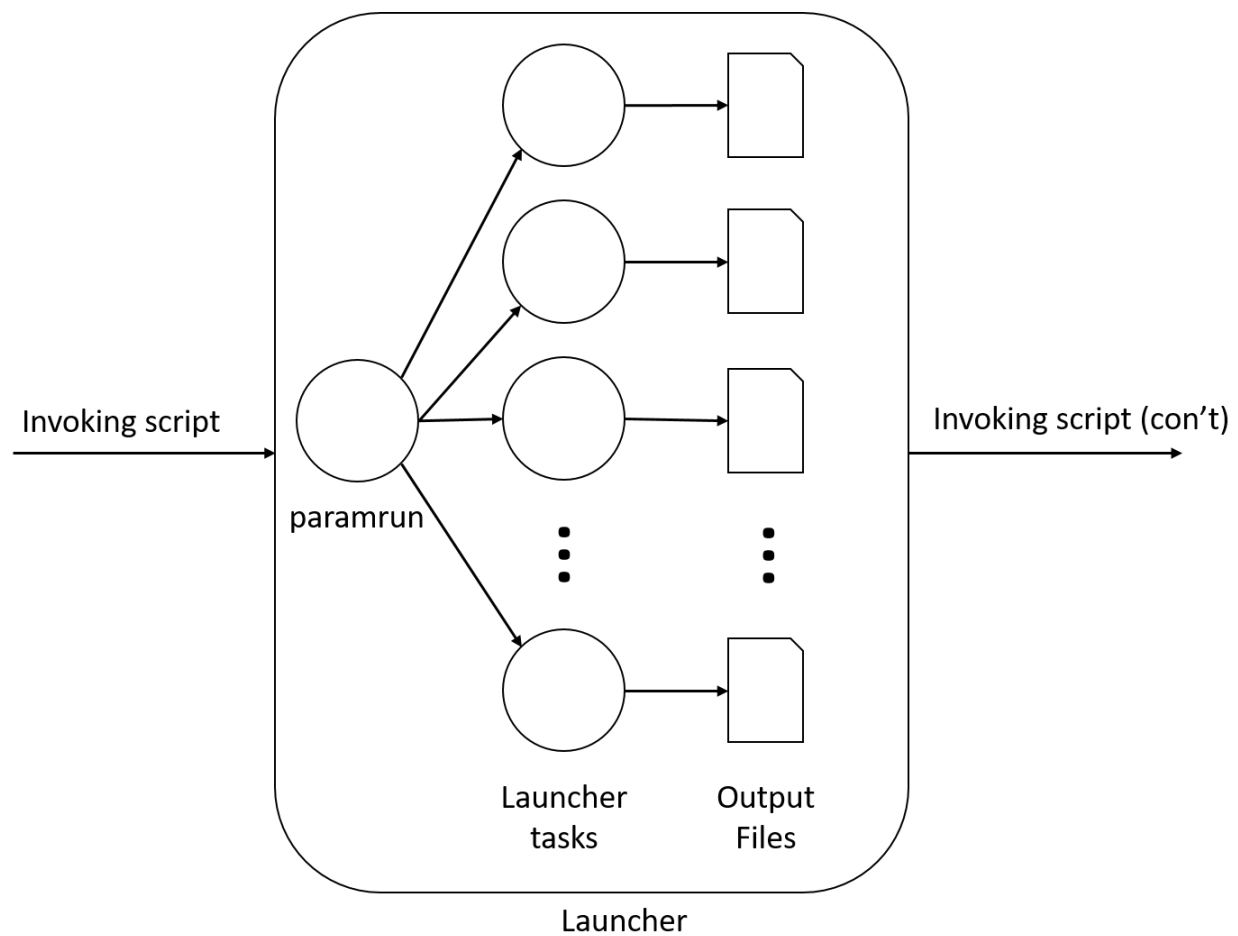 Invoking script
Invoking script (con’t)
paramrun
Launcher
tasks
Output
Files
Launcher